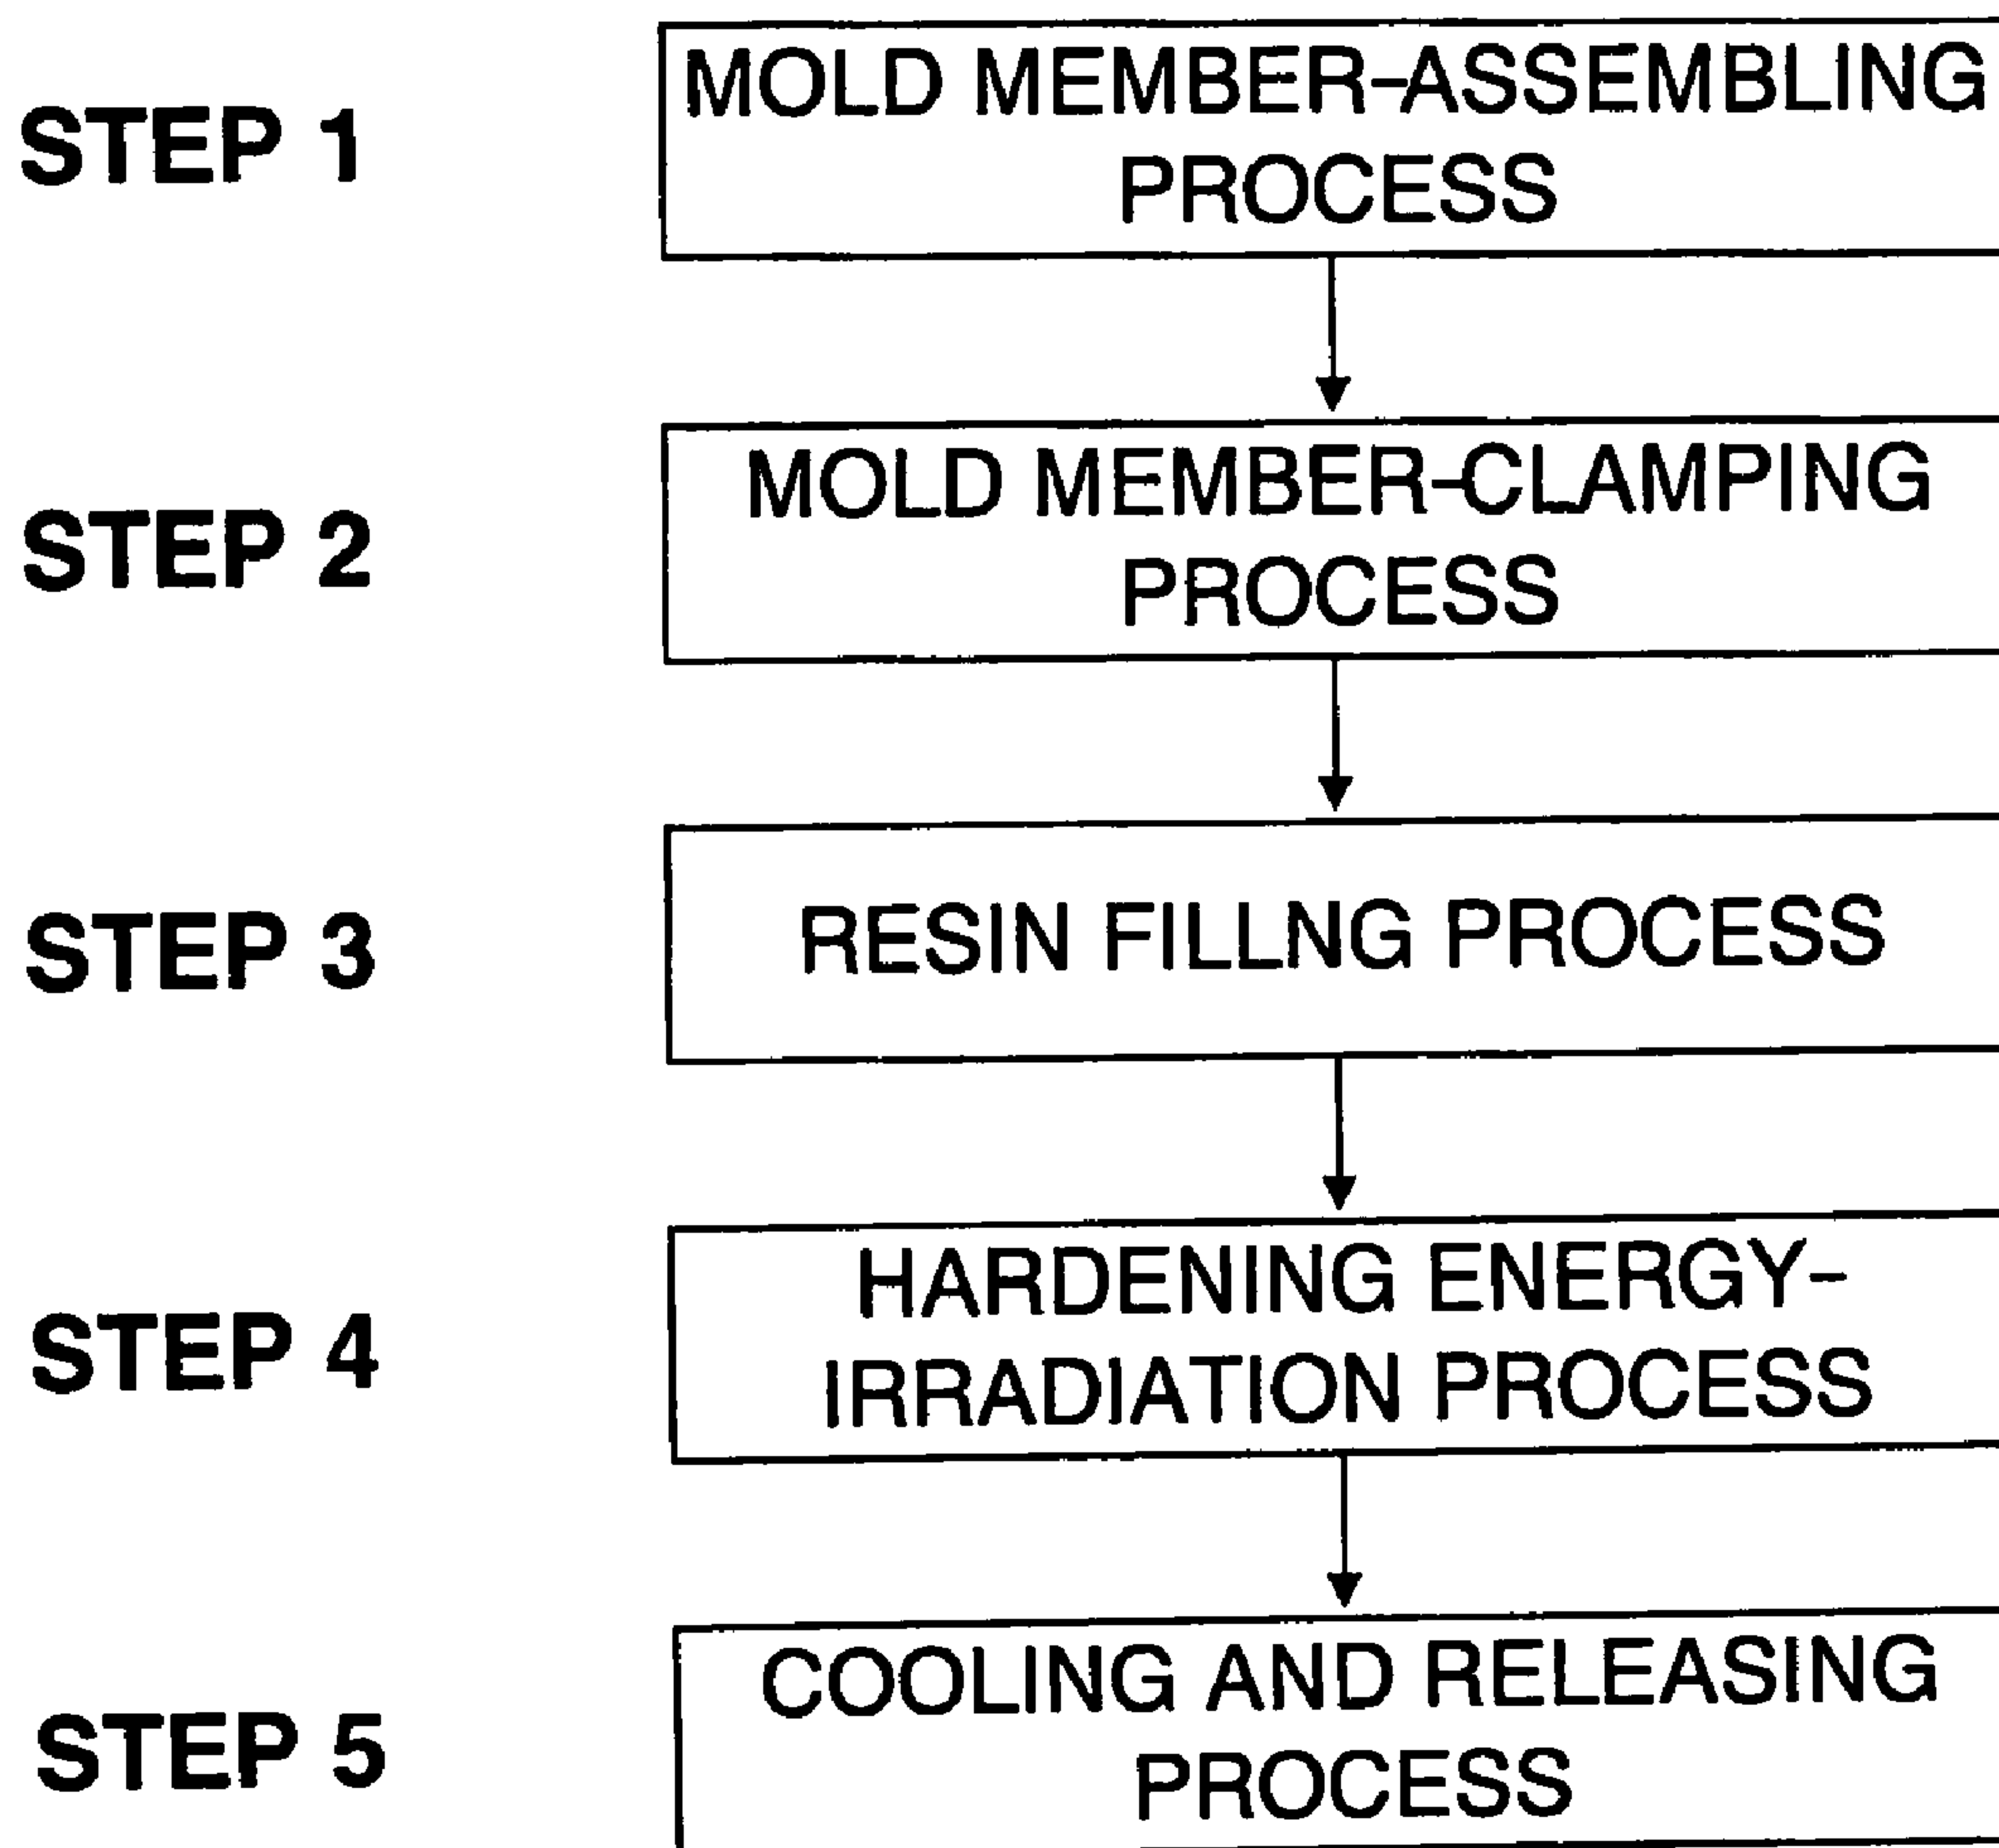 STEP 1
MOLD MEMBER-ASSEMBLING
PROCESS
STEP 2
MOLD MEMBER-CLAMPING
PROCESS
STEP 3
RESIN FILLNG PROCESS
STEP 4
HARDENING ENERGY-
IRRADIATION PROCESS
STEP 5
COOLING AND RELEASING
PROCESS